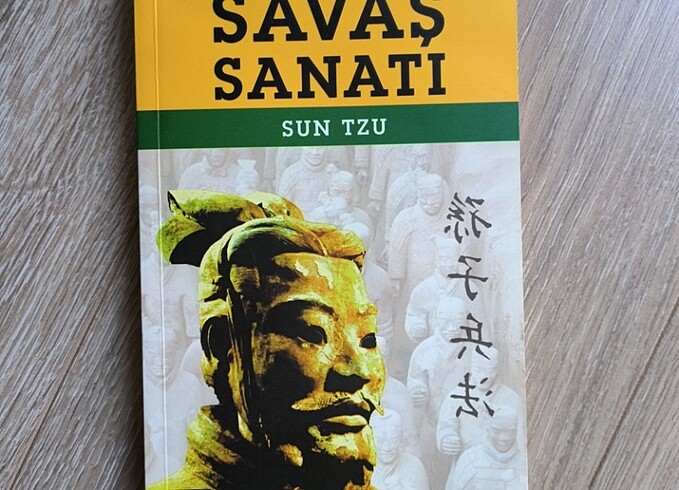 SAVAŞ
SANATI
SUN TZU
孫子兵法